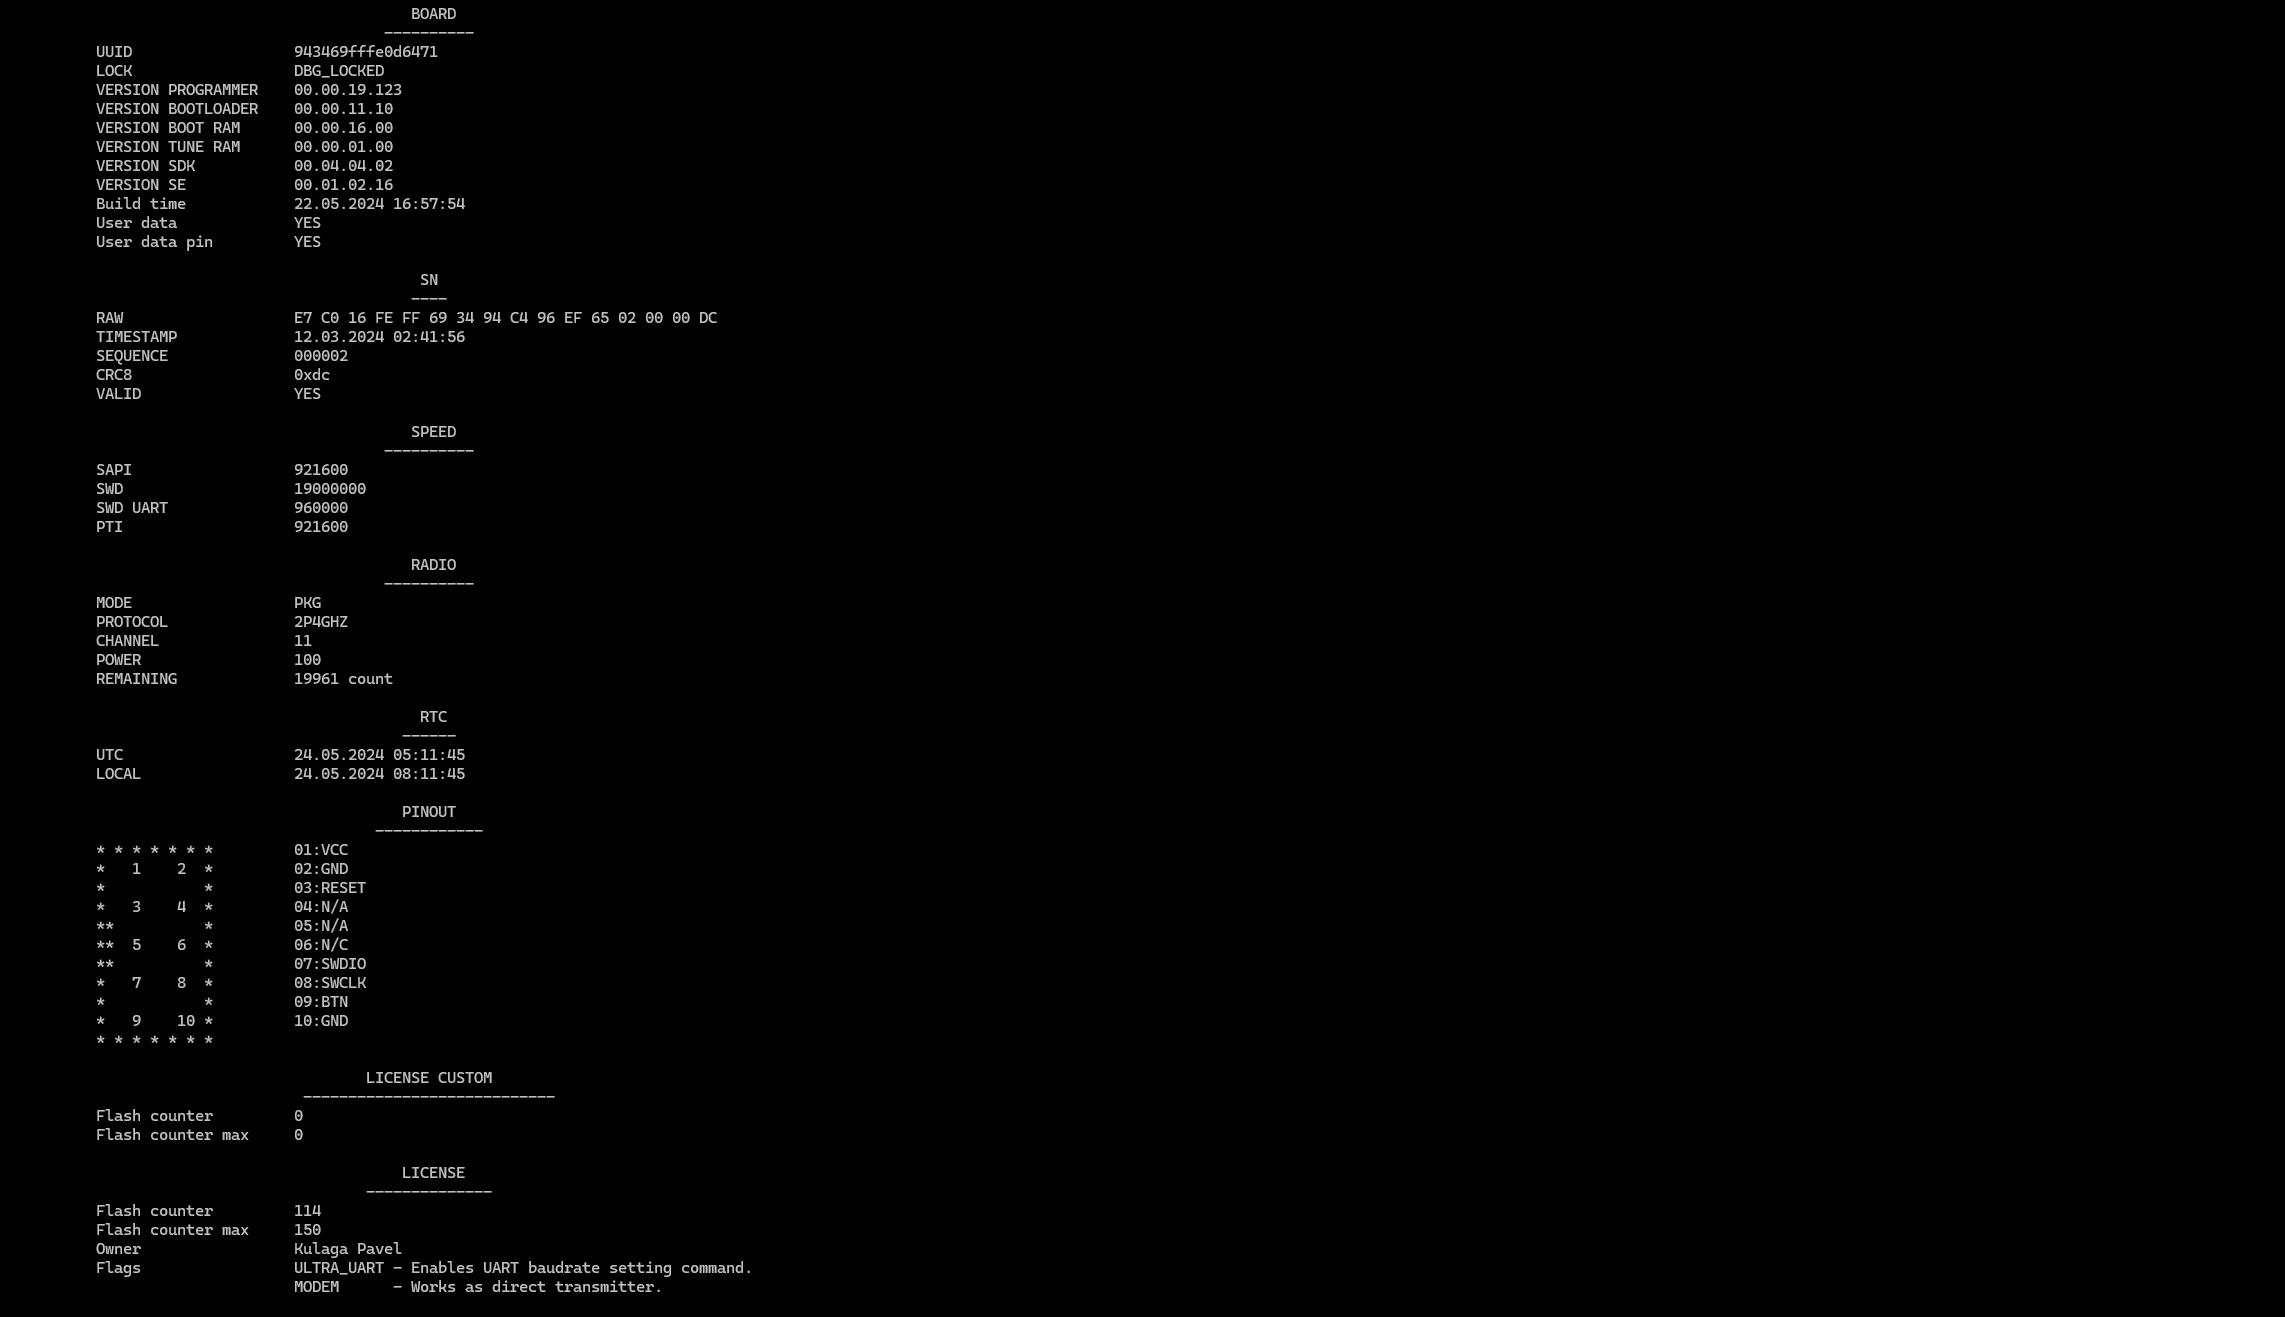 BOARD
----------
UUID 943469fffe0d6471
LOCK DBG_LOCKED
VERSION PROGRAMMER 00.00.19.123
VERSION BOOTLOADER 00.00.11.10
VERSION BOOT RAM 00.00.16.00
VERSION TUNE RAM 00.00.01.00
VERSION SDK 00.04.04.02
VERSION SE 00.01.02.16
Build time 22.05.2024 16:57:54
User data YES
User data pin YES
SN
----
RAW E7 C0 16 FE FF 69 34 94 C4 96 EF 65 02 00 00 DC
TIMESTAMP 12.03.2024 02:41:56
SEQUENCE 000002
CRC8 0xdc
VALID YES
SPEED
----------
SAPI 921600
SWD 19000000
SWD UART 960000
PTI 921600
RADIO
----------
MODE PKG
PROTOCOL 2P4GHZ
CHANNEL 11
POWER 100
REMAINING 19961 count
RTC
------
UTC 24.05.2024 05:11:45
LOCAL 24.05.2024 08:11:45
PINOUT
------------
* * * * * * * 01:VCC
* 1 2 * 02:GND
* * 03:RESET
* 3 4 * 04:N/A
** * 05:N/A
** 5 6 * 06:N/C
** * 07:SWDIO
* 7 8 * 08:SWCLK
* * 09:BTN
* 9 10 * 10:GND
* * * * * * *
LICENSE CUSTOM
----------------------------
Flash counter 0
Flash counter max 0
LICENSE
--------------
Flash counter 114
Flash counter max 150
Owner Kulaga Pavel
Flags ULTRA_UART - Enables UART baudrate setting command.
MODEM - Works as direct transmitter.